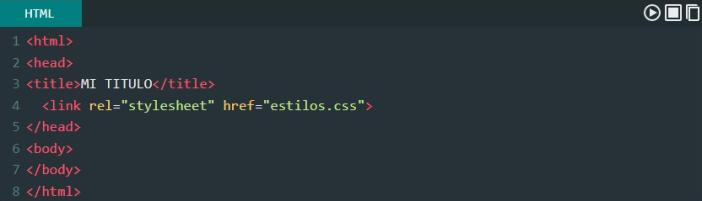 HTML
1 <html>
2 <head>
3 <title>MI TITULO</title>
4   <link rel="stylesheet" href="estilos.css">
5 </head>
6 <body>
7 </body>
8 </html>